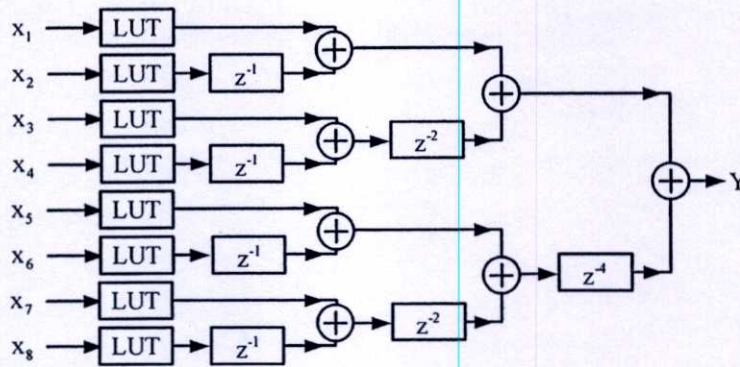 x₁ LUT
x₂ LUT z⁻¹
x₃ LUT
x₄ LUT z⁻¹ z⁻²
x₅ LUT
x₆ LUT z⁻¹
x₇ LUT
x₈ LUT z⁻¹ z⁻²
z⁻⁴
Y